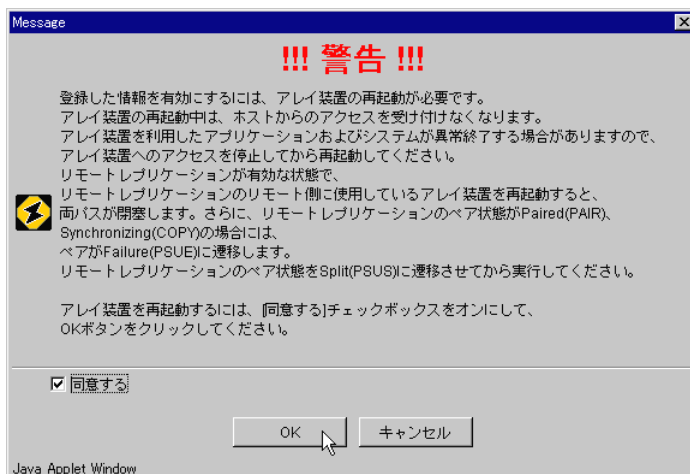 Message
!!! 警告 !!!
登録した情報を有効にするには、アレイ装置の再起動が必要です。
アレイ装置の再起動中は、ホストからのアクセスを受け付けなくなります。
アレイ装置を利用したアプリケーションおよびシステムが異常終了する場合がありますので、
アレイ装置へのアクセスを停止してから再起動してください。
リモートレプリケーションが有効な状態で、
リモートレプリケーションのリモート側に使用しているアレイ装置を再起動すると、
両パスが閉塞します。さらに、リモートレプリケーションのペア状態がPaired(PAIR)、
Synchronizing(COPY)の場合には、
ペアがFailure(PSUE)に遷移します。
リモートレプリケーションのペア状態をSplit(PSUS)に遷移させてから実行してください。
アレイ装置を再起動するには、[同意する]チェックボックスをオンにして、
OKボタンをクリックしてください。
同意する
OK キャンセル
Java Applet Window